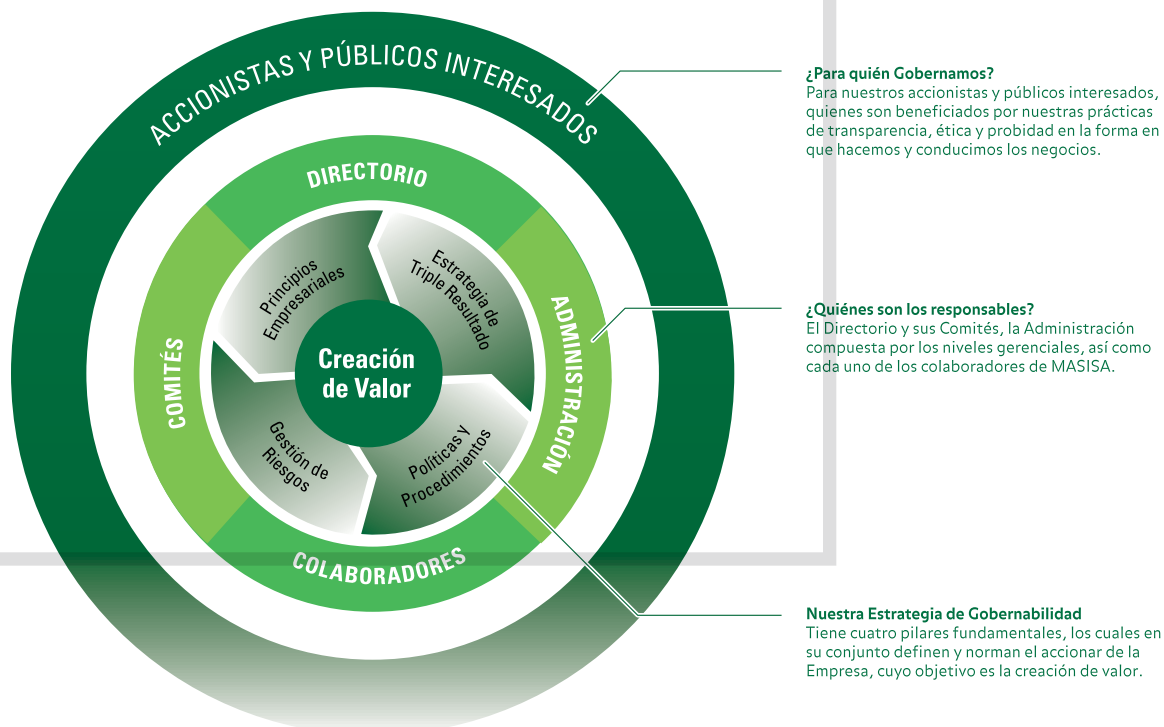 ACCIONISTAS Y PÚBLICOS INTERESADOS
DIRECTORIO
ADMINISTRACIÓN
COLABORADORES
COMITÉS
Principios
Empresariales
Estrategia de
Triple Resultado
Políticas y
Procedimientos
Gestión de
Riesgos
Creación
de Valor
¿Para quién Gobernamos?
Para nuestros accionistas y públicos interesados,
quienes son beneficiados por nuestras prácticas
de transparencia, ética y probidad en la forma en
que hacemos y conducimos los negocios.
¿Quiénes son los responsables?
El Directorio y sus Comités, la Administración
compuesta por los niveles gerenciales, así como
cada uno de los colaboradores de MASISA.
Nuestra Estrategia de Gobernabilidad
Tiene cuatro pilares fundamentales, los cuales en
su conjunto definen y norman el accionar de la
Empresa, cuyo objetivo es la creación de valor.